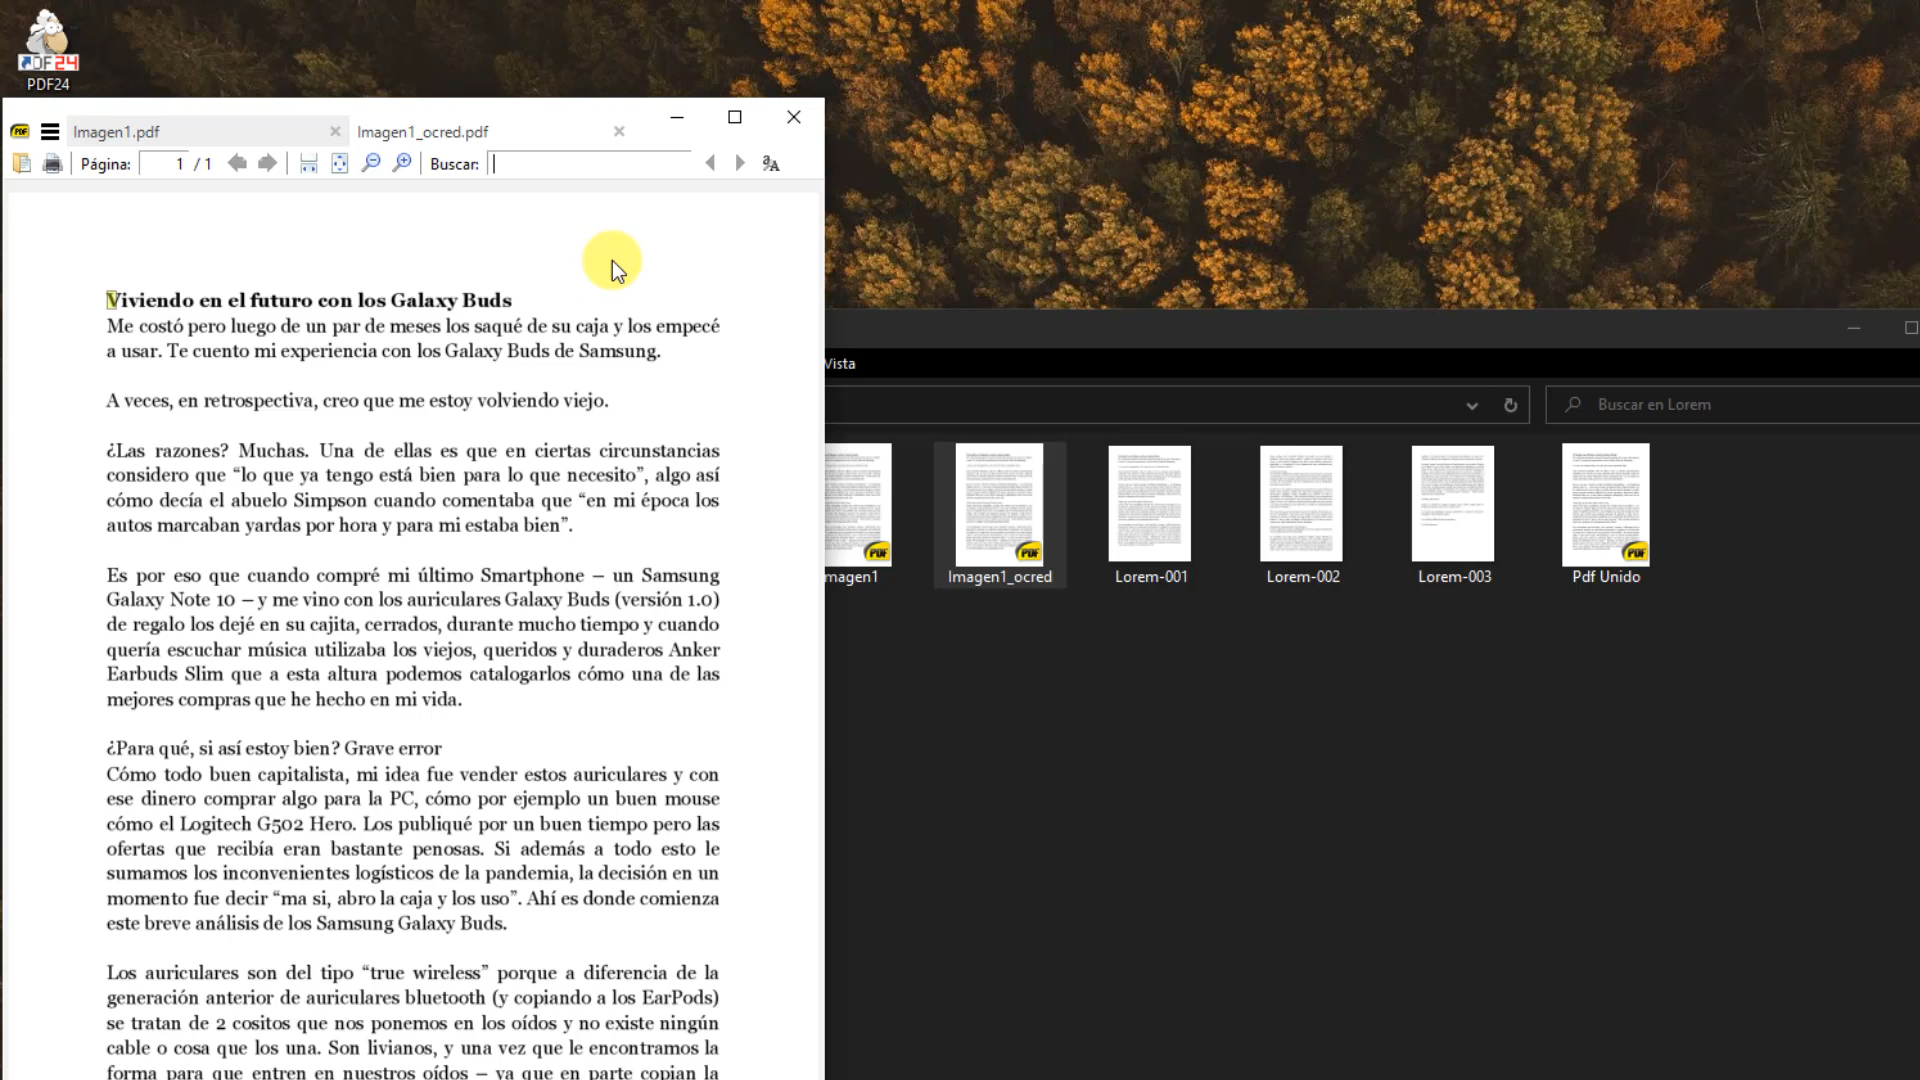 PDF24
Imagen1.pdf
Imagen1_ocred.pdf
Página: 1 / 1
Buscar:
Viviendo en el futuro con los Galaxy Buds
Me costó pero luego de un par de meses los saqué de su caja y los empecé
a usar. Te cuento mi experiencia con los Galaxy Buds de Samsung.
A veces, en retrospectiva, creo que me estoy volviendo viejo.
¿Las razones? Muchas. Una de ellas es que en ciertas circunstancias
considero que “lo que ya tengo está bien para lo que necesito”, algo así
cómo decía el abuelo Simpson cuando comentaba que “en mi época los
autos marcaban yardas por hora y para mi estaba bien”.
Es por eso que cuando compré mi último Smartphone – un Samsung
Galaxy Note 10 – y me vino con los auriculares Galaxy Buds (versión 1.0)
de regalo los dejé en su cajita, cerrados, durante mucho tiempo y cuando
quería escuchar música utilizaba los viejos, queridos y duraderos Anker
Earbuds Slim que a esta altura podemos catalogarlos cómo una de las
mejores compras que he hecho en mi vida.
¿Para qué, si así estoy bien? Grave error
Cómo todo buen capitalista, mi idea fue vender estos auriculares y con
ese dinero comprar algo para la PC, cómo por ejemplo un buen mouse
cómo el Logitech G502 Hero. Los publiqué por un buen tiempo pero las
ofertas que recibía eran bastante penosas. Si además a todo esto le
sumamos los inconvenientes logísticos de la pandemia, la decisión en un
momento fue decir “ma si, abro la caja y los uso”. Ahí es donde comienza
este breve análisis de los Samsung Galaxy Buds.
Los auriculares son del tipo “true wireless” porque a diferencia de la
generación anterior de auriculares bluetooth (y copiando a los EarPods)
se tratan de 2 cositos que nos ponemos en los oídos y no existe ningún
cable o cosa que los una. Son livianos, y una vez que le encontramos la
forma para que entren en nuestros oídos – ya que en parte copian la
Vista
Buscar en Lorem
magen1
Imagen1_ocred
Lorem-001
Lorem-002
Lorem-003
Pdf Unido